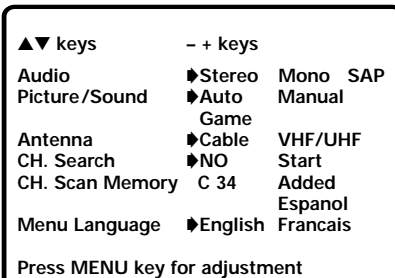 ▲▼ keys – + keys
Audio ➧Stereo Mono SAP
Picture/Sound ➧Auto Manual
Game
Antenna ➧Cable VHF/UHF
CH. Search ➧NO Start
CH. Scan Memory C 34 Added
Espanol
Menu Language ➧English Francais
Press MENU key for adjustment